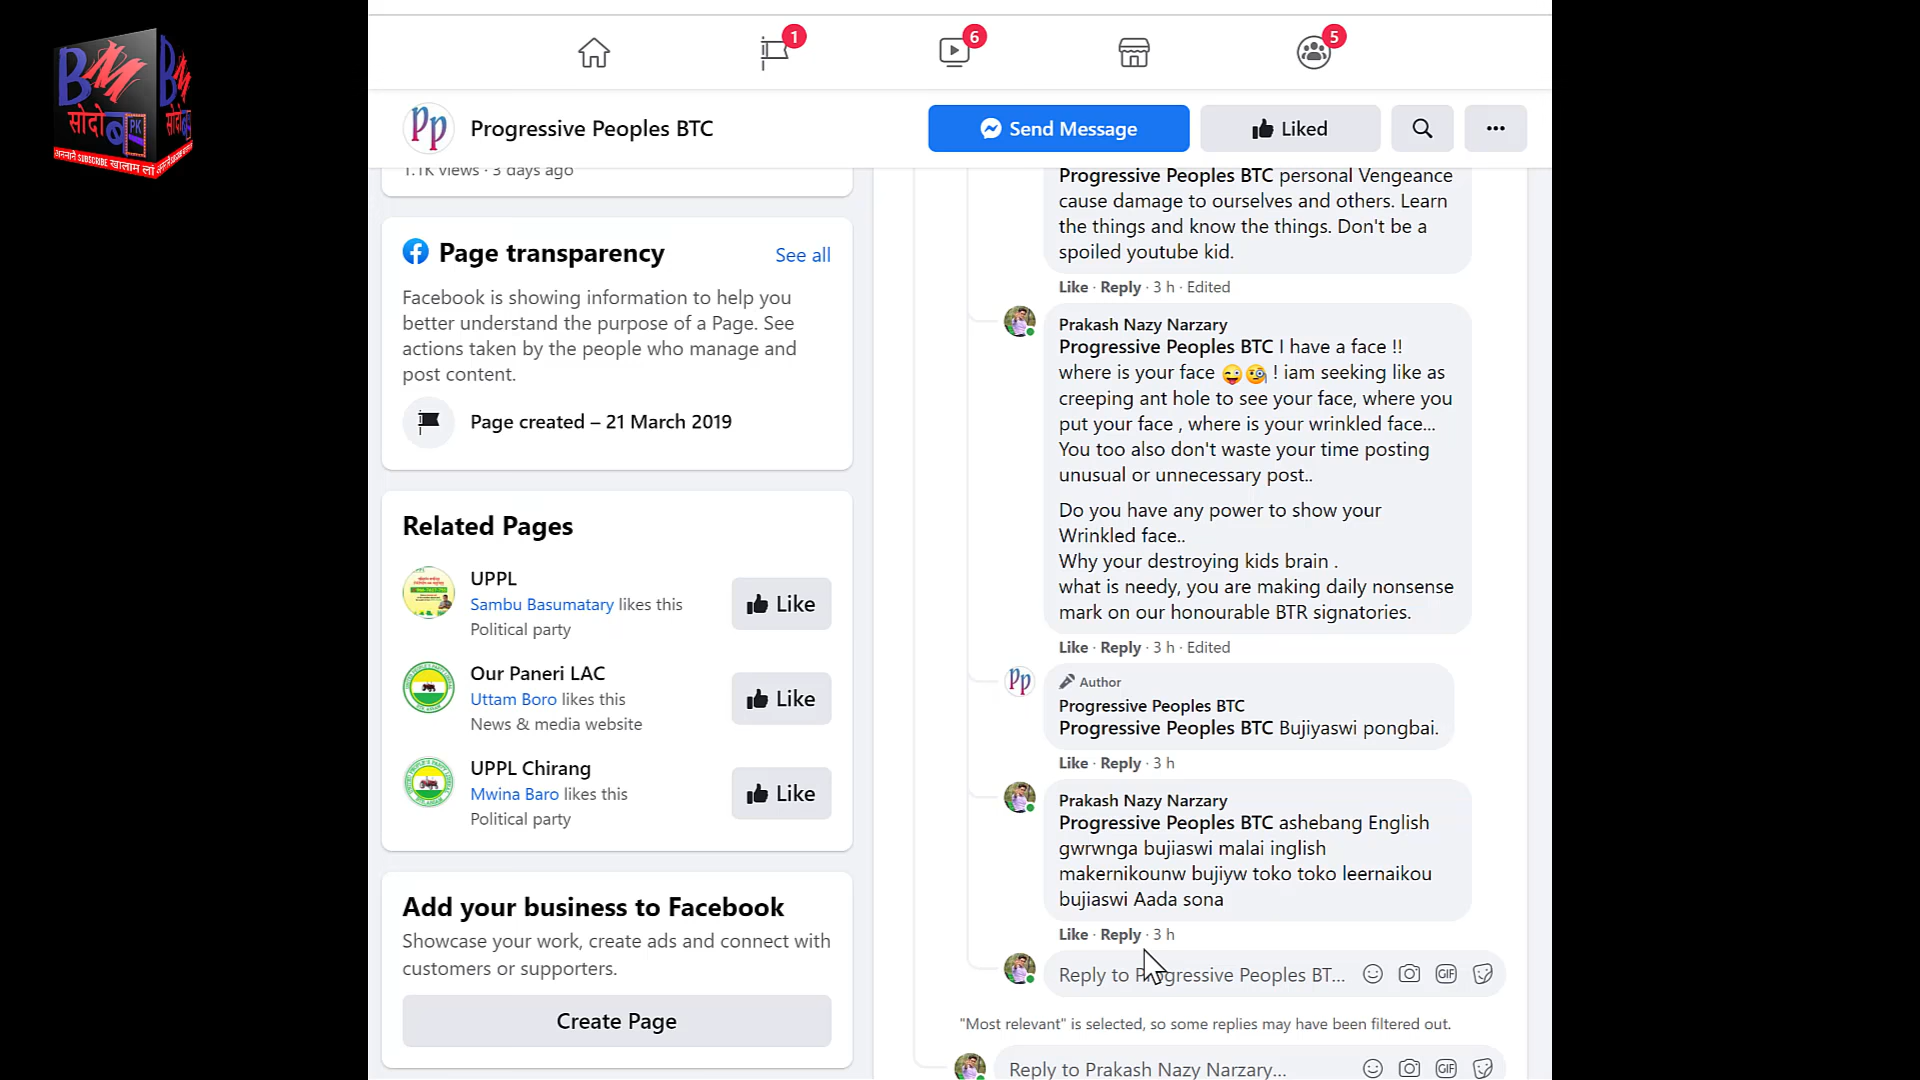 BM
सोदोब
PK
SUBSCRIBE खालाम लाँ
1
6
5
Pp
Progressive Peoples BTC
Send Message
Liked
1.1K views · 3 days ago
Page transparency
See all
Facebook is showing information to help you
better understand the purpose of a Page. See
actions taken by the people who manage and
post content.
Page created – 21 March 2019
Related Pages
UPPL
Sambu Basumatary likes this
Political party
Like
Our Paneri LAC
Uttam Boro likes this
News & media website
Like
UPPL Chirang
Mwina Baro likes this
Political party
Like
Add your business to Facebook
Showcase your work, create ads and connect with
customers or supporters.
Create Page
Progressive Peoples BTC personal Vengeance
cause damage to ourselves and others. Learn
the things and know the things. Don't be a
spoiled youtube kid.
Like · Reply · 3 h · Edited
Prakash Nazy Narzary
Progressive Peoples BTC I have a face !!
where is your face 😜🧐 ! iam seeking like as
creeping ant hole to see your face, where you
put your face , where is your wrinkled face...
You too also don't waste your time posting
unusual or unnecessary post..
Do you have any power to show your
Wrinkled face..
Why your destroying kids brain .
what is needy, you are making daily nonsense
mark on our honourable BTR signatories.
Like · Reply · 3 h · Edited
Pp
Author
Progressive Peoples BTC
Progressive Peoples BTC Bujiyaswi pongbai.
Like · Reply · 3 h
Prakash Nazy Narzary
Progressive Peoples BTC ashebang English
gwrwnga bujiaswi malai inglish
makernikounw bujiyw toko toko leernaikou
bujiaswi Aada sona
Like · Reply · 3 h
Reply to Progressive Peoples BT...
GIF
"Most relevant" is selected, so some replies may have been filtered out.
Reply to Prakash Nazy Narzary...
GIF